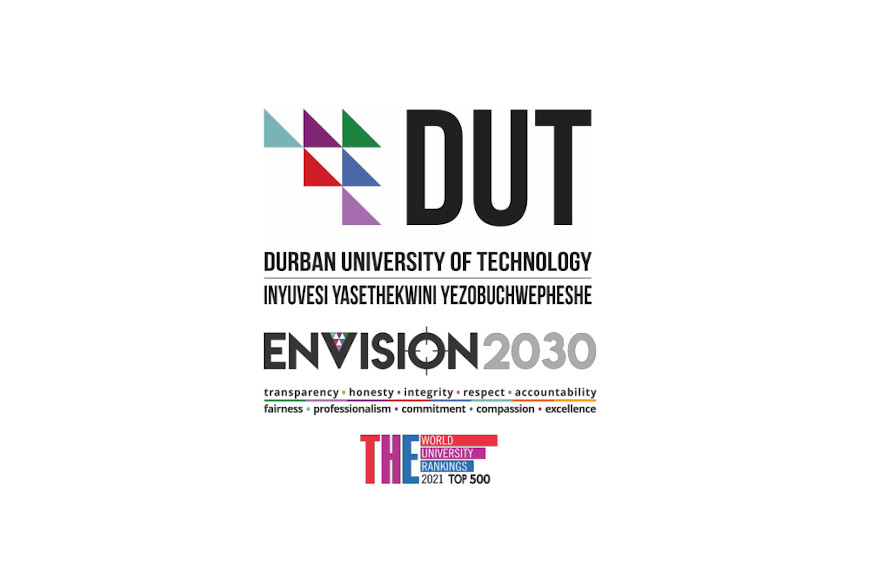 DUT
DURBAN UNIVERSITY OF TECHNOLOGY
INYUVESI YASETHEKWINI YEZOBUCHWEPHESHE
ENVISION2030
transparency • honesty • integrity • respect • accountability
fairness • professionalism • commitment • compassion • excellence
THE WORLD
UNIVERSITY
RANKINGS
2021 TOP 500